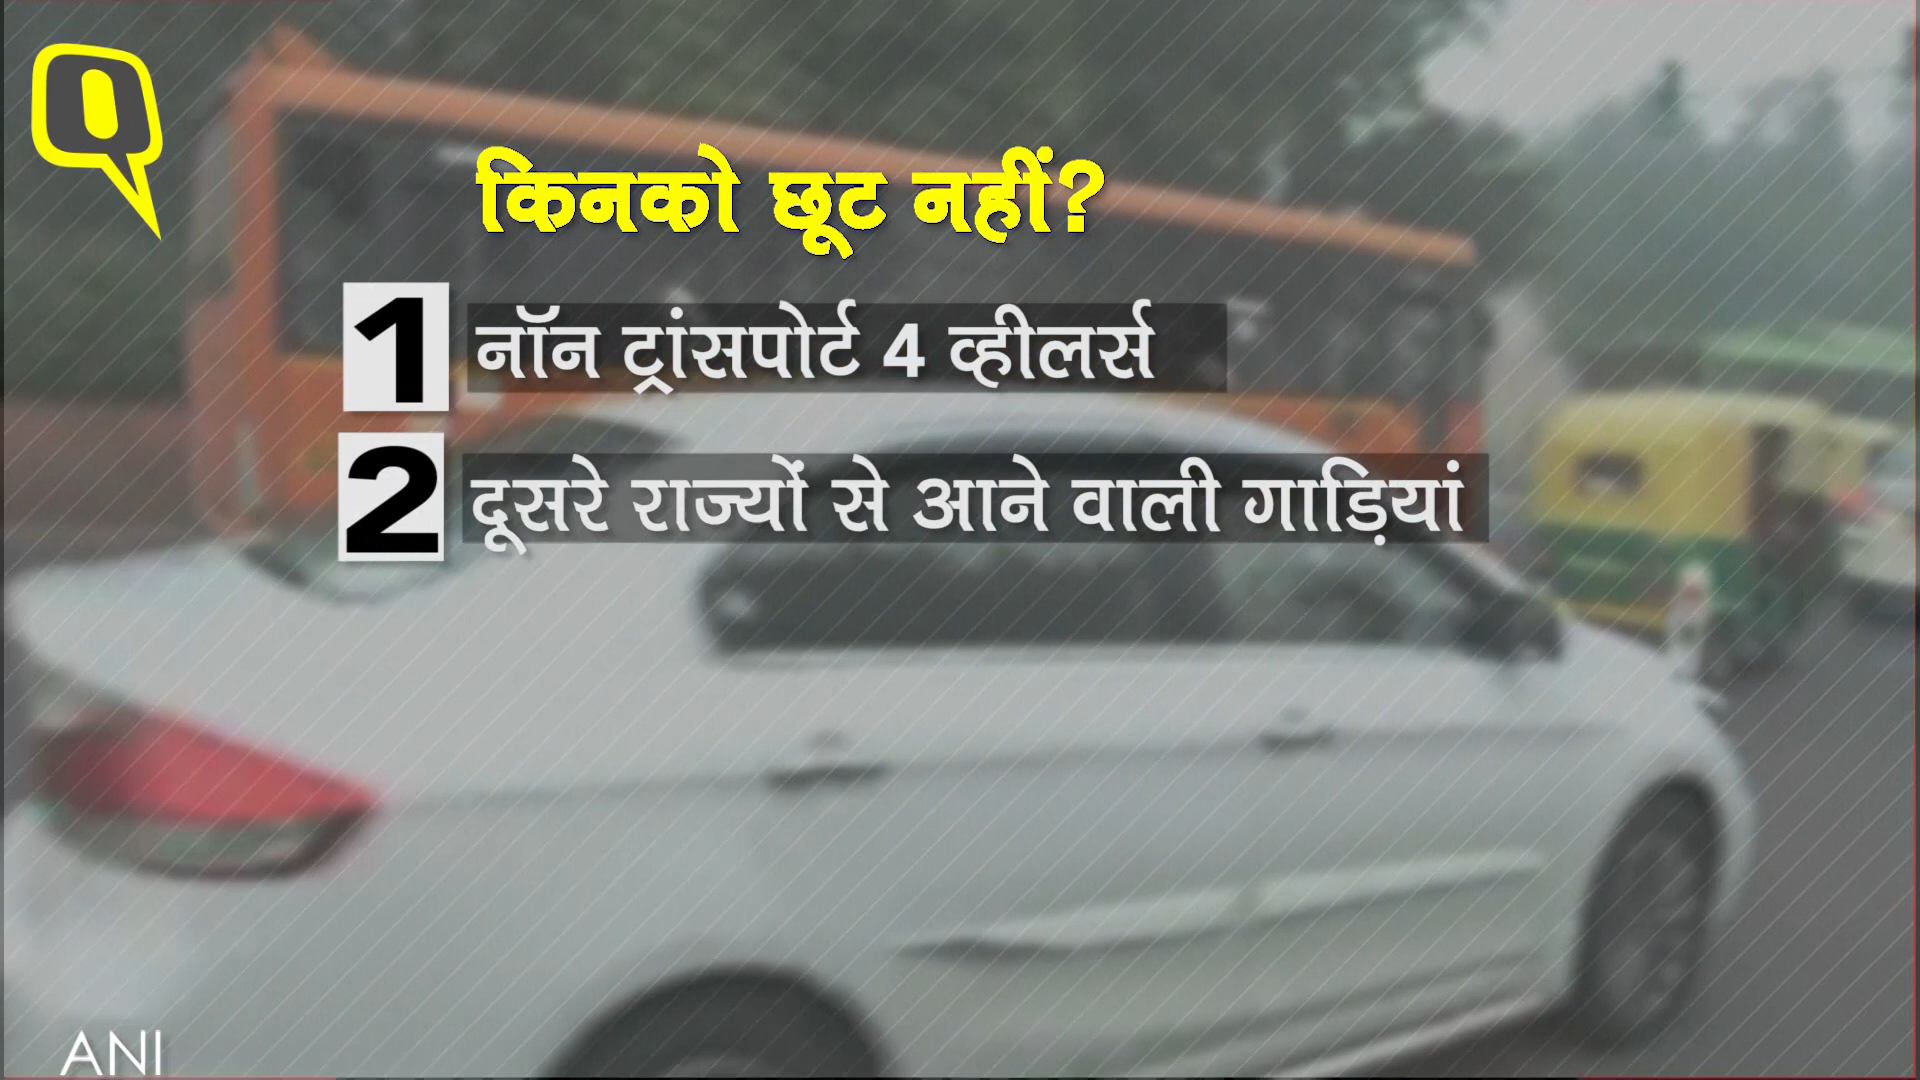 किनको छूट नहीं?
1 नॉन ट्रांसपोर्ट 4 व्हीलर्स
2 दूसरे राज्यों से आने वाली गाड़ियां
ANI